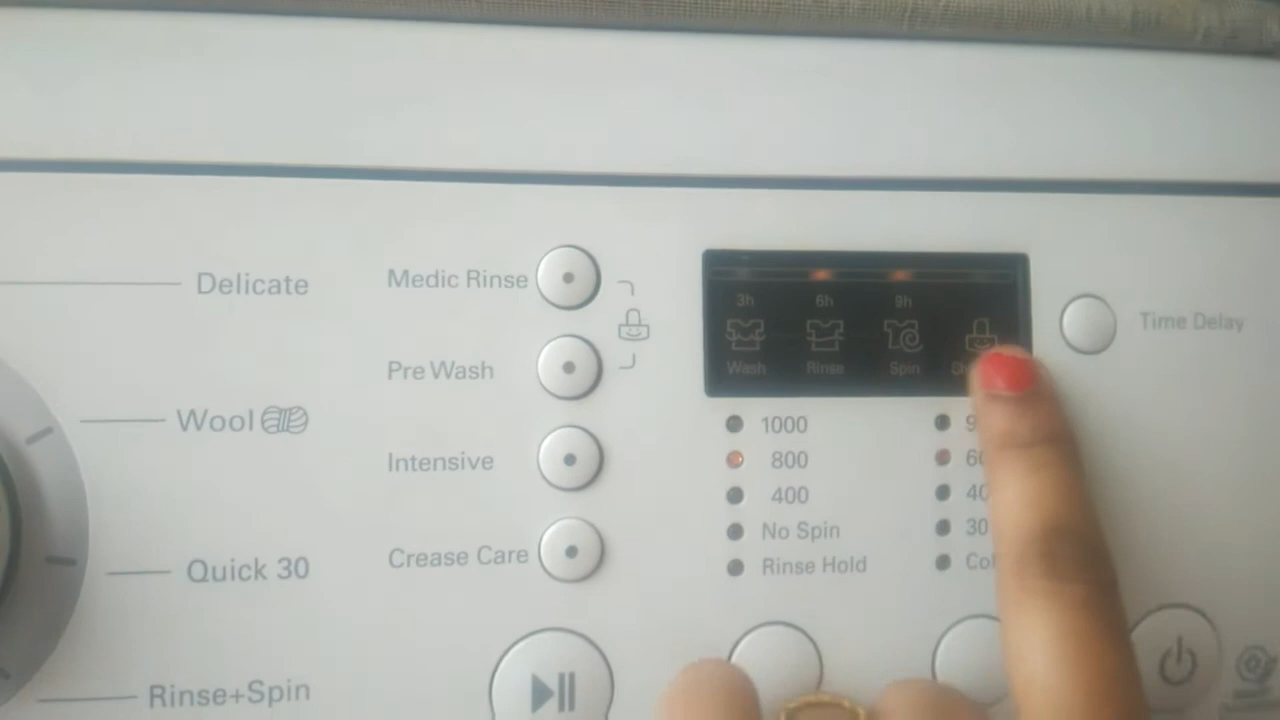 Delicate
Wool
Quick 30
Rinse+Spin
Medic Rinse
Pre Wash
Intensive
Crease Care
3h 6h 9h
Wash Rinse Spin
1000
800
400
No Spin
Rinse Hold
30
Time Delay